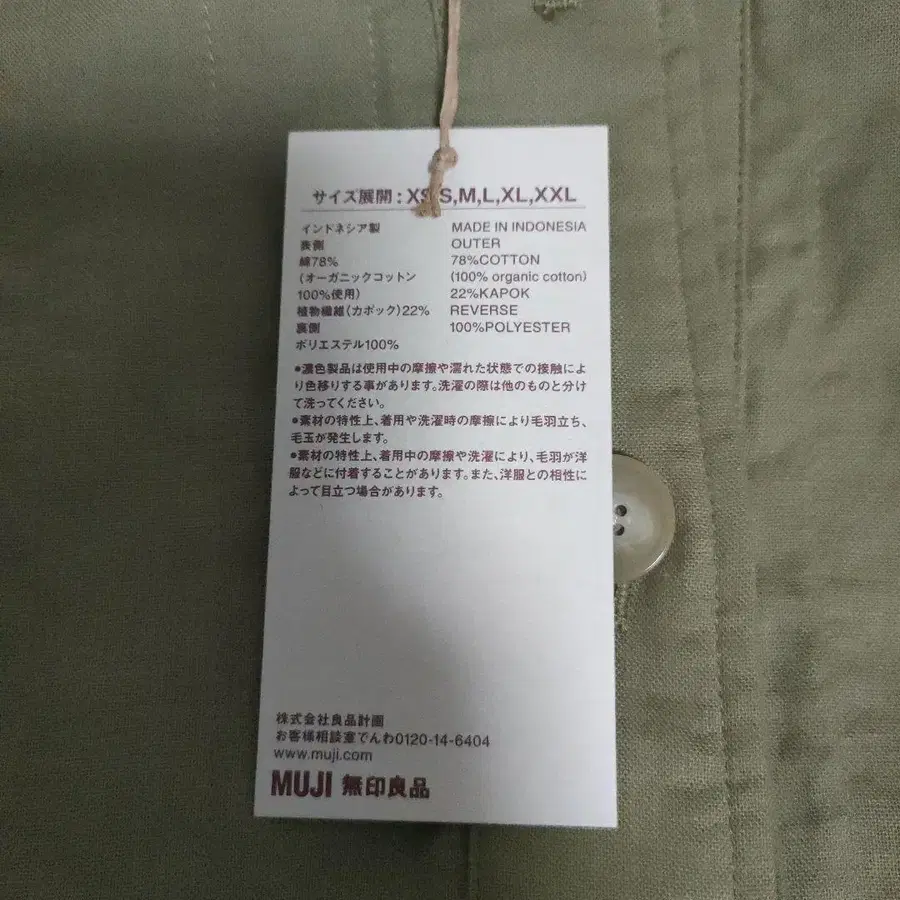 サイズ展開:XS,S,M,L,XL,XXL
インドネシア製 MADE IN INDONESIA
表側 OUTER
綿78% 78%COTTON
(オーガニックコットン (100% organic cotton)
100%使用) 22%KAPOK
植物繊維(カポック)22% REVERSE
裏側 100%POLYESTER
ポリエステル100%
●濃色製品は使用中の摩擦や濡れた状態での接触によ
り色移りする事があります。洗濯の際は他のものと分け
て洗ってください。
●素材の特性上、着用や洗濯時の摩擦により毛羽立ち、
毛玉が発生します。
●素材の特性上、着用中の摩擦や洗濯により、毛羽が洋
服などに付着することがあります。また、洋服との相性に
よって目立つ場合があります。
株式会社良品計画
お客様相談室でんわ0120-14-6404
www.muji.com
MUJI 無印良品